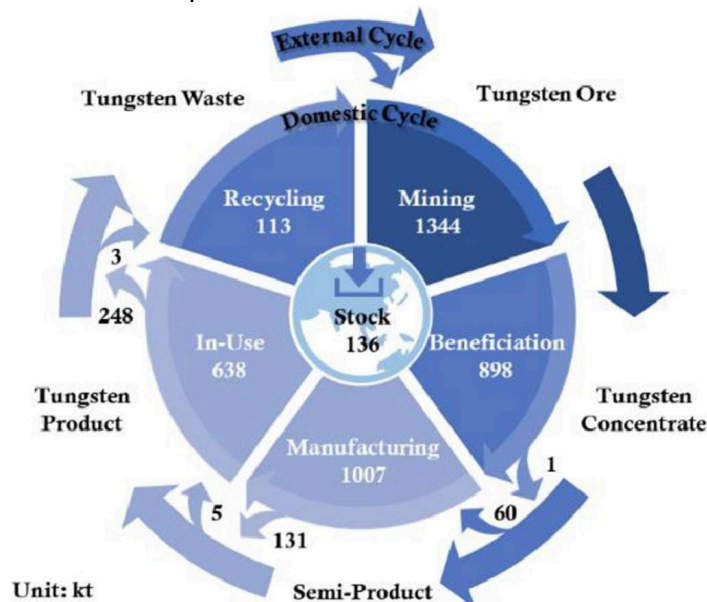 External Cycle
Tungsten Waste
Tungsten Ore
Domestic Cycle
Recycling
113
Mining
1344
3
248
Stock
136
In-Use
638
Beneficiation
898
Tungsten
Product
Tungsten
Concentrate
Manufacturing
1007
1
5
131
60
Unit: kt
Semi-Product